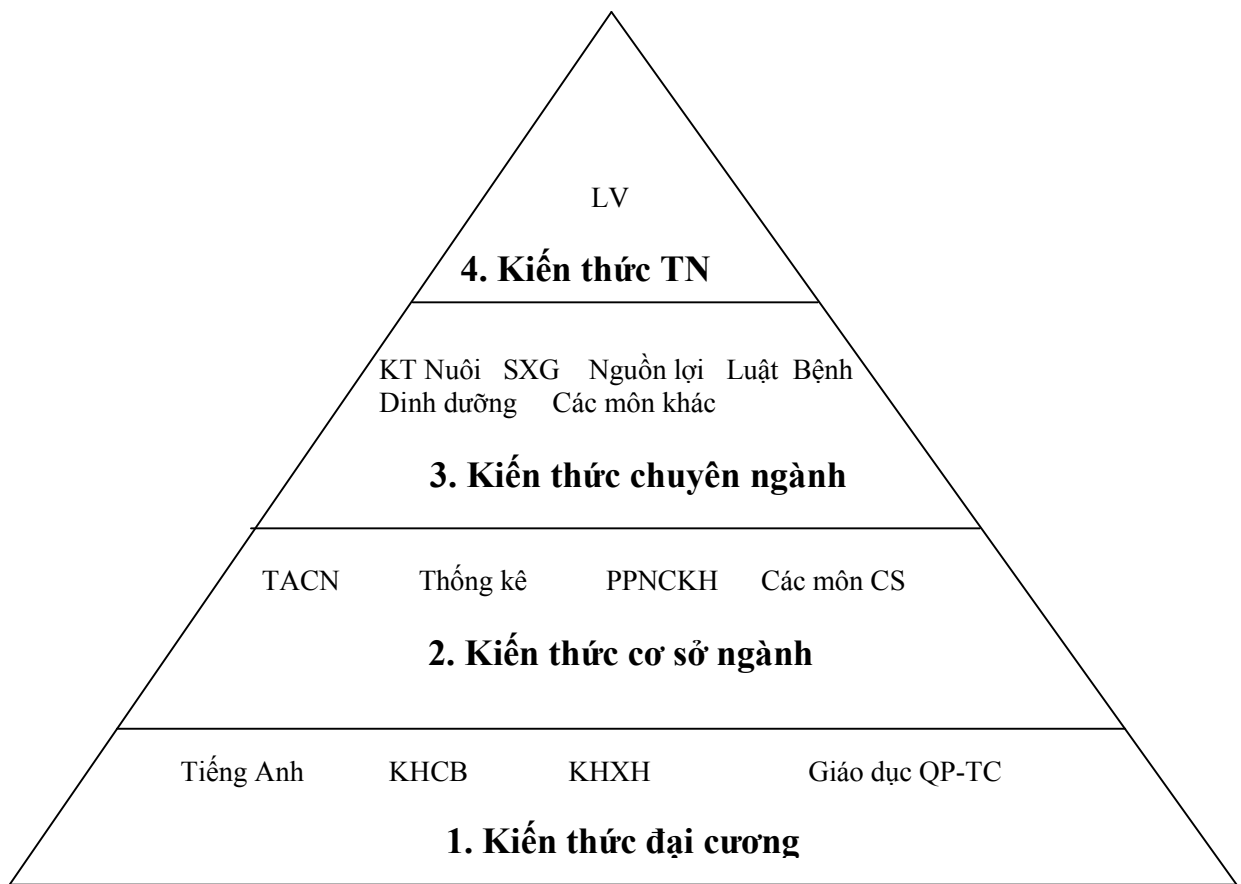 LV
4. Kiến thức TN
KT Nuôi SXG Nguồn lợi Luật Bệnh
Dinh dưỡng Các môn khác
3. Kiến thức chuyên ngành
TACN Thống kê PPNCKH Các môn CS
2. Kiến thức cơ sở ngành
Tiếng Anh KHCB KHXH Giáo dục QP-TC
1. Kiến thức đại cương